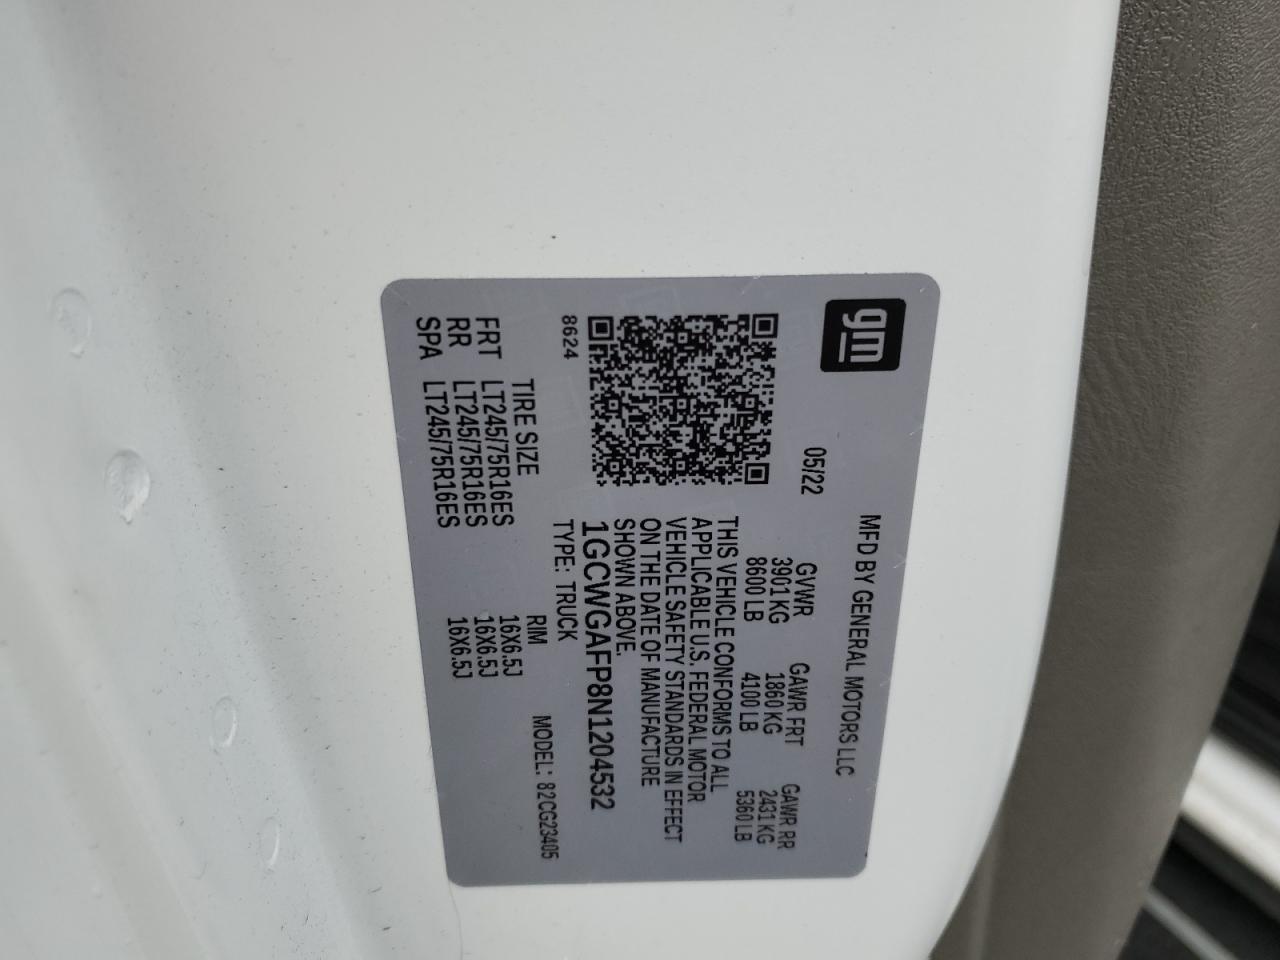 gm
MFD BY GENERAL MOTORS LLC
05/22
GVWR GAWR FRT GAWR RR
3901 KG 1860 KG 2431 KG
8600 LB 4100 LB 5360 LB
THIS VEHICLE CONFORMS TO ALL
APPLICABLE U.S. FEDERAL MOTOR
VEHICLE SAFETY STANDARDS IN EFFECT
ON THE DATE OF MANUFACTURE
SHOWN ABOVE.
1GCWGAFP8N1204532
8624
TYPE: TRUCK
MODEL: 82CG23405
TIRE SIZE RIM
FRT LT245/75R16ES 16X6.5J
RR LT245/75R16ES 16X6.5J
SPA LT245/75R16ES 16X6.5J